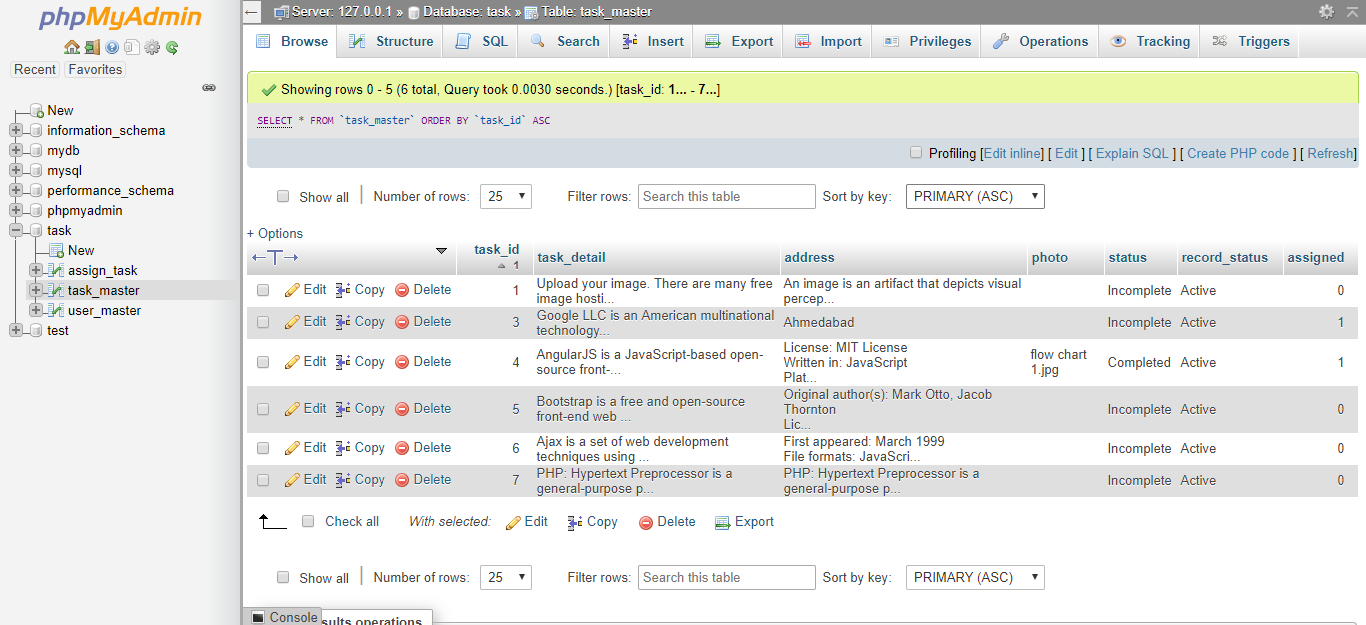 phpMyAdmin
Recent Favorites
New
information_schema
mydb
mysql
performance_schema
phpmyadmin
task
New
assign_task
task_master
user_master
test
Server: 127.0.0.1 » Database: task » Table: task_master
Browse Structure SQL Search Insert Export Import Privileges Operations Tracking Triggers
Showing rows 0 - 5 (6 total, Query took 0.0030 seconds.) [task_id: 1... - 7...]
SELECT * FROM `task_master` ORDER BY `task_id` ASC
Profiling [Edit inline] [ Edit ] [ Explain SQL ] [ Create PHP code ] [ Refresh]
Show all Number of rows: 25 Filter rows: Search this table Sort by key: PRIMARY (ASC)
+ Options
←T→ task_id 1 task_detail address photo status record_status assigned
Edit Copy Delete 1 Upload your image. There are many free image hosti... An image is an artifact that depicts visual percep... Incomplete Active 0
Edit Copy Delete 3 Google LLC is an American multinational technology... Ahmedabad Incomplete Active 1
Edit Copy Delete 4 AngularJS is a JavaScript-based open-source front-... License: MIT License Written in: JavaScript Plat... flow chart 1.jpg Completed Active 1
Edit Copy Delete 5 Bootstrap is a free and open-source front-end web ... Original author(s): Mark Otto, Jacob Thornton Lic... Incomplete Active 0
Edit Copy Delete 6 Ajax is a set of web development techniques using ... First appeared: March 1999 File formats: JavaScri... Incomplete Active 0
Edit Copy Delete 7 PHP: Hypertext Preprocessor is a general-purpose p... PHP: Hypertext Preprocessor is a general-purpose p... Incomplete Active 0
Check all With selected: Edit Copy Delete Export
Show all Number of rows: 25 Filter rows: Search this table Sort by key: PRIMARY (ASC)
Console sults operations